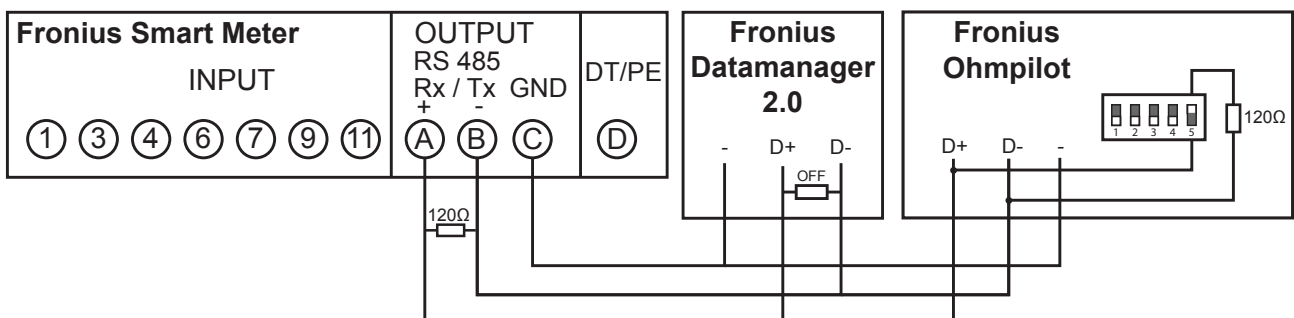 Fronius Smart Meter
INPUT
1 3 4 6 7 9 11
OUTPUT
RS 485
Rx / Tx GND
+ -
A B C
DT/PE
D
120Ω
Fronius
Datamanager
2.0
- D+ D-
OFF
Fronius
Ohmpilot
1 2 3 4 5
120Ω
D+ D- -